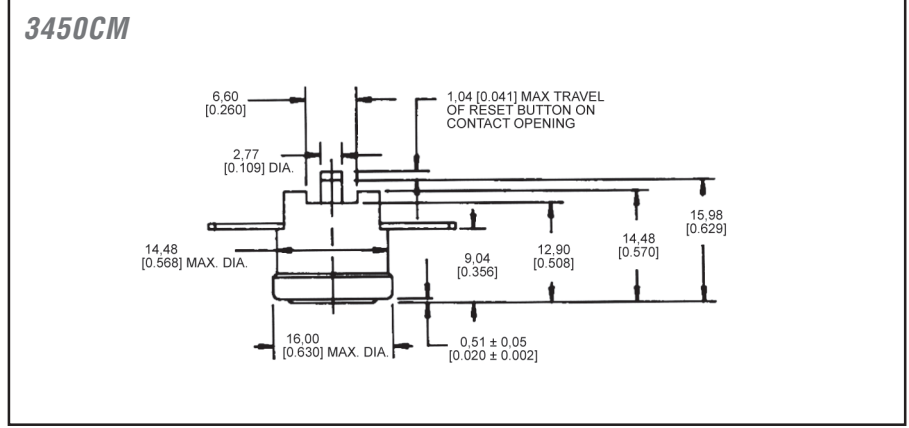 3450CM
6,60
[0.260]
1,04 [0.041] MAX TRAVEL
OF RESET BUTTON ON
CONTACT OPENING
2,77
[0.109] DIA.
14,48
[0.568] MAX. DIA.
9,04
[0.356]
12,90
[0.508]
14,48
[0.570]
15,98
[0.629]
16,00
[0.630] MAX. DIA.
0,51 ± 0,05
[0.020 ± 0.002]